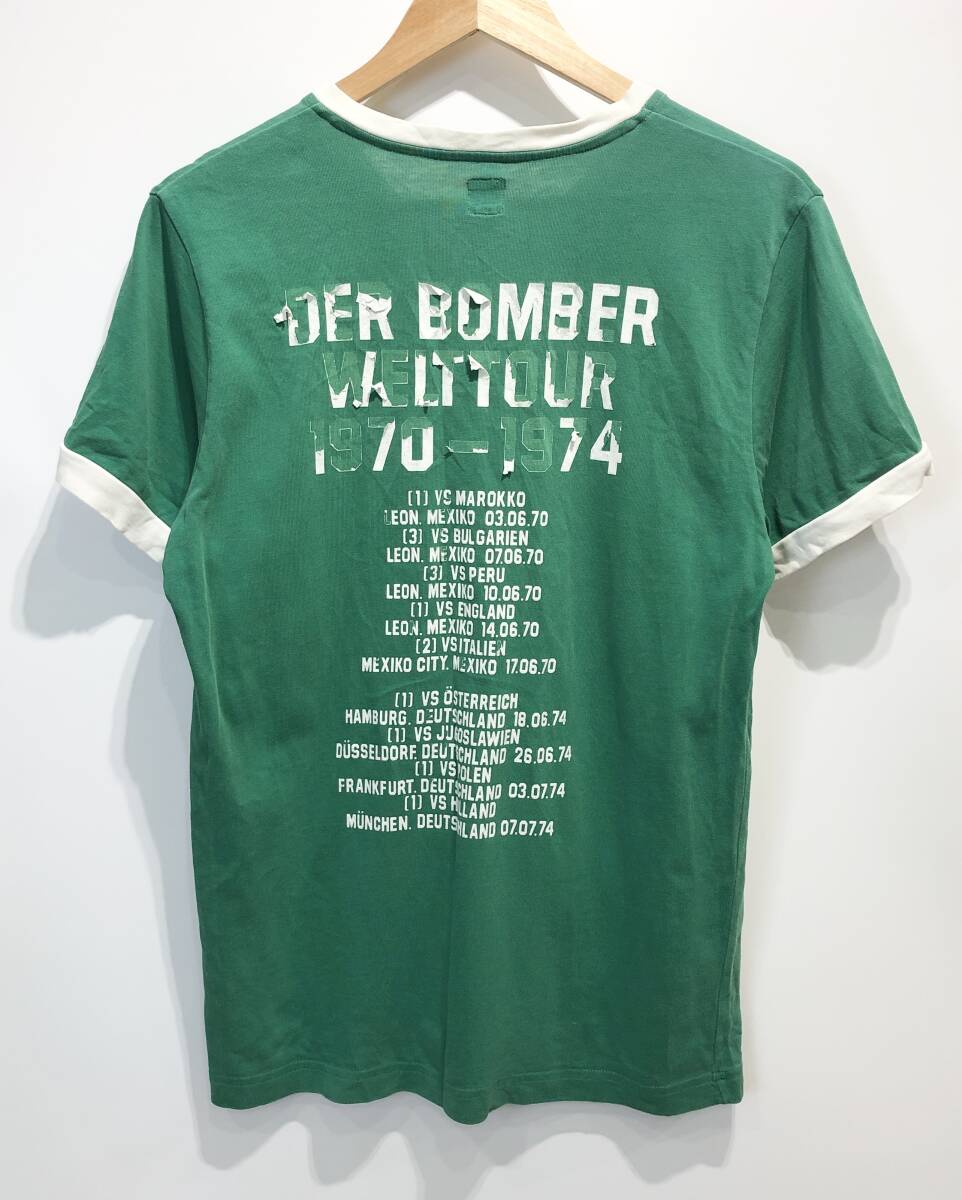 DER BOMBER
WELTTOUR
1970-1974
(1) VS MAROKKO
LEON. MEXIKO 03.06.70
(3) VS BULGARIEN
LEON. MEXIKO 07.06.70
(3) VS PERU
LEON. MEXIKO 10.06.70
(1) VS ENGLAND
LEON. MEXIKO 14.06.70
(2) VS ITALIEN
MEXIKO CITY. MEXIKO 17.06.70
(1) VS ÖSTERREICH
HAMBURG. DEUTSCHLAND 18.06.74
(1) VS JUGOSLAWIEN
DÜSSELDORF. DEUTSCHLAND 26.06.74
(1) VS POLEN
FRANKFURT. DEUTSCHLAND 03.07.74
(1) VS HOLLAND
MÜNCHEN. DEUTSCHLAND 07.07.74